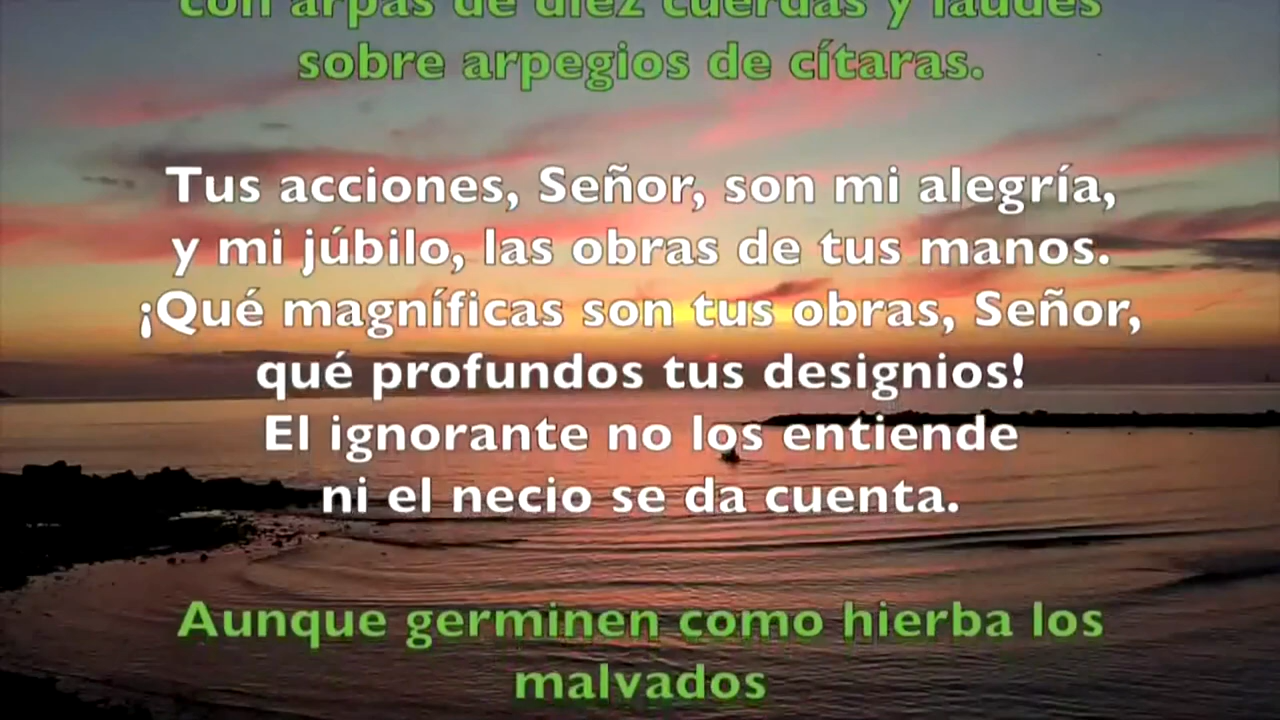 con arpas de diez cuerdas y laúdes
sobre arpegios de cítaras.
Tus acciones, Señor, son mi alegría,
y mi júbilo, las obras de tus manos.
¡Qué magníficas son tus obras, Señor,
qué profundos tus designios!
El ignorante no los entiende
ni el necio se da cuenta.
Aunque germinen como hierba los
malvados